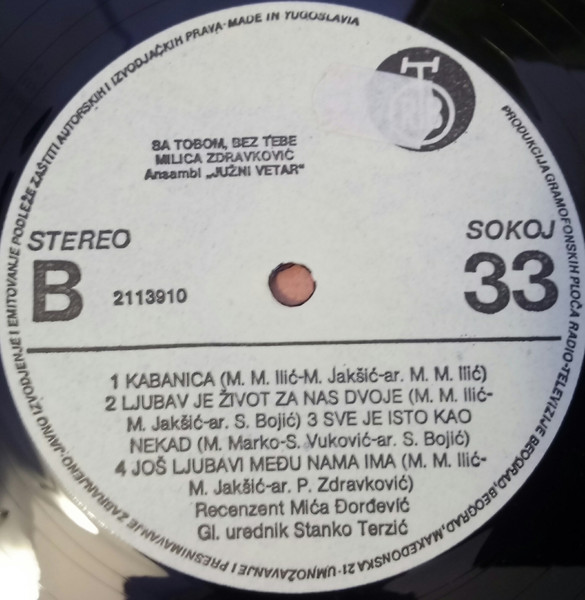 PRODUKCIJA GRAMOFONSKIH PLOČA RADIO-TELEVIZIJE BEOGRAD, BEOGRAD, MAKEDONSKA 21 · UMNOŽAVANJE I PRESNIMAVANJE ZABRANJENO. JAVNO IZVODJENJE I EMITOVANJE PODLEŽE ZAŠTITI AUTORSKIH I IZVODJAČKIH PRAVA · MADE IN YUGOSLAVIA
SA TOBOM, BEZ TEBE
MILICA ZDRAVKOVIĆ
Ansambl „JUŽNI VETAR"
STEREO
SOKOJ
B
2113910
33
1 KABANICA (M. M. Ilić-M. Jakšić-ar. M. M. Ilić)
2 LJUBAV JE ŽIVOT ZA NAS DVOJE (M. M. Ilić-
M. Jakšić-ar. S. Bojić) 3 SVE JE ISTO KAO
NEKAD (M. Marko-S. Vuković-ar. S. Bojić)
4 JOŠ LJUBAVI MEĐU NAMA IMA (M. M. Ilić-
M. Jakšić-ar. P. Zdravković)
Recenzent Mića Đorđević
Gl. urednik Stanko Terzić